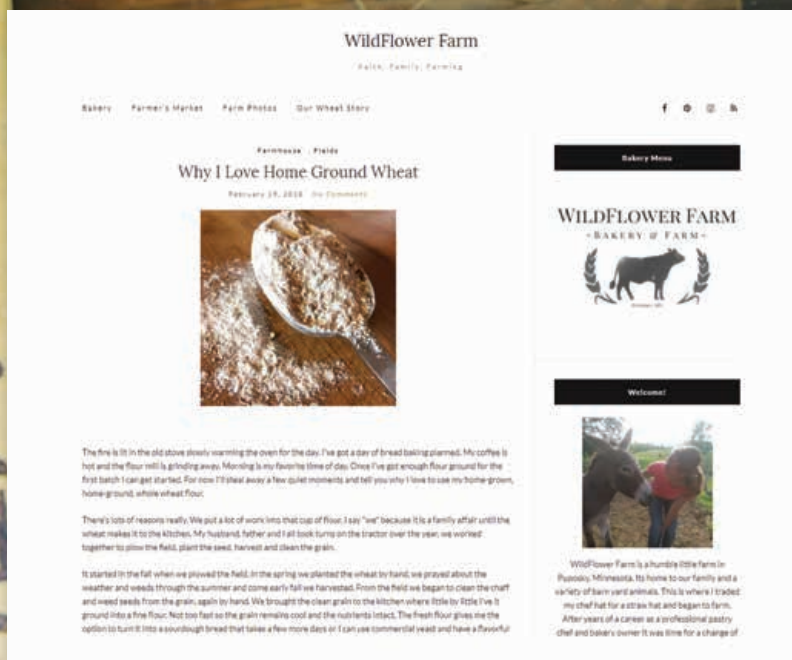 WildFlower Farm
Faith, Family, Farming
Bakery Farmer's Market Farm Photos Our Wheat Story
Farmhouse . Fields
Why I Love Home Ground Wheat
February 19, 2018 No Comments
The fire is lit in the old stove slowly warming the oven for the day. I've got a day of bread baking planned. My coffee is
hot and the flour mill is grinding away. Morning is my favorite time of day. Once I've got enough flour ground for the
first batch I can get started. For now I'll steal away a few quiet moments and tell you why I love to use my home-grown,
home-ground, whole wheat flour.
There's lots of reasons really. We put a lot of work into that cup of flour. I say "we" because it is a family affair until the
wheat makes it to the kitchen. My husband, father and I all took turns on the tractor over the year, we worked
together to plow the field, plant the seed, harvest and clean the grain.
It started in the fall when we plowed the field. In the spring we planted the wheat by hand, we prayed about the
weather and weeds through the summer and come early fall we harvested. From the field we began to clean the chaff
and weed seeds from the grain, again by hand. We brought the clean grain to the kitchen where little by little I've it
ground into a fine flour. Not too fast so the grain remains cool and the nutrients intact. The fresh flour gives me the
option to turn it into a sourdough bread that takes a few more days or I can use commercial yeast and have a flavorful
Bakery Menu
WILDFLOWER FARM
~BAKERY & FARM~
Welcome!
WildFlower Farm is a humble little farm in
Puposky, Minnesota. Its home to our family and a
variety of barn yard animals. This is where I traded
my chef hat for a straw hat and began to farm.
After years of a career as a professional pastry
chef and bakery owner it was time for a change of